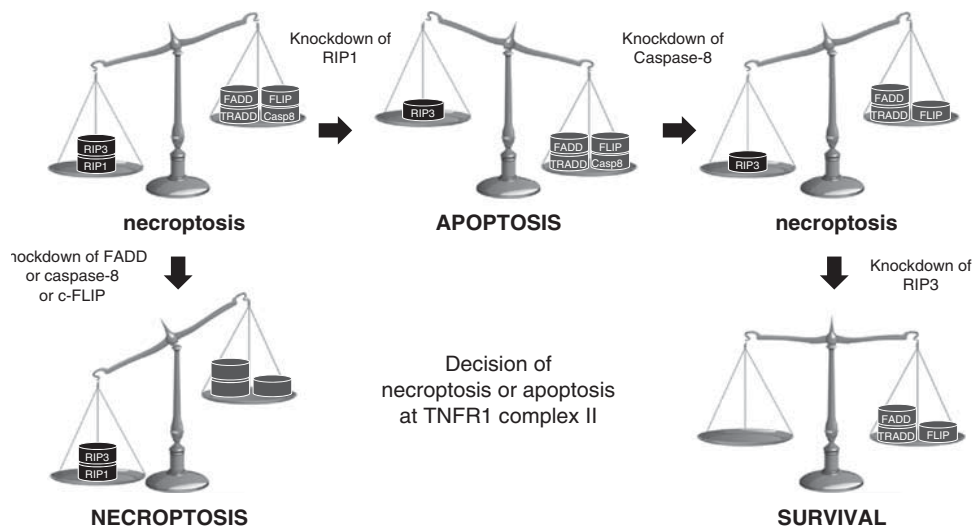 Knockdown of
RIP1
Knockdown of
Caspase-8
FADD FLIP
TRADD Casp8
RIP3
RIP1
RIP3
FADD FLIP
TRADD Casp8
FADD
TRADD FLIP
RIP3
necroptosis
APOPTOSIS
necroptosis
nockdown of FADD
or caspase-8
or c-FLIP
Knockdown of
RIP3
Decision of
necroptosis or apoptosis
at TNFR1 complex II
RIP3
RIP1
FADD
TRADD FLIP
NECROPTOSIS
SURVIVAL